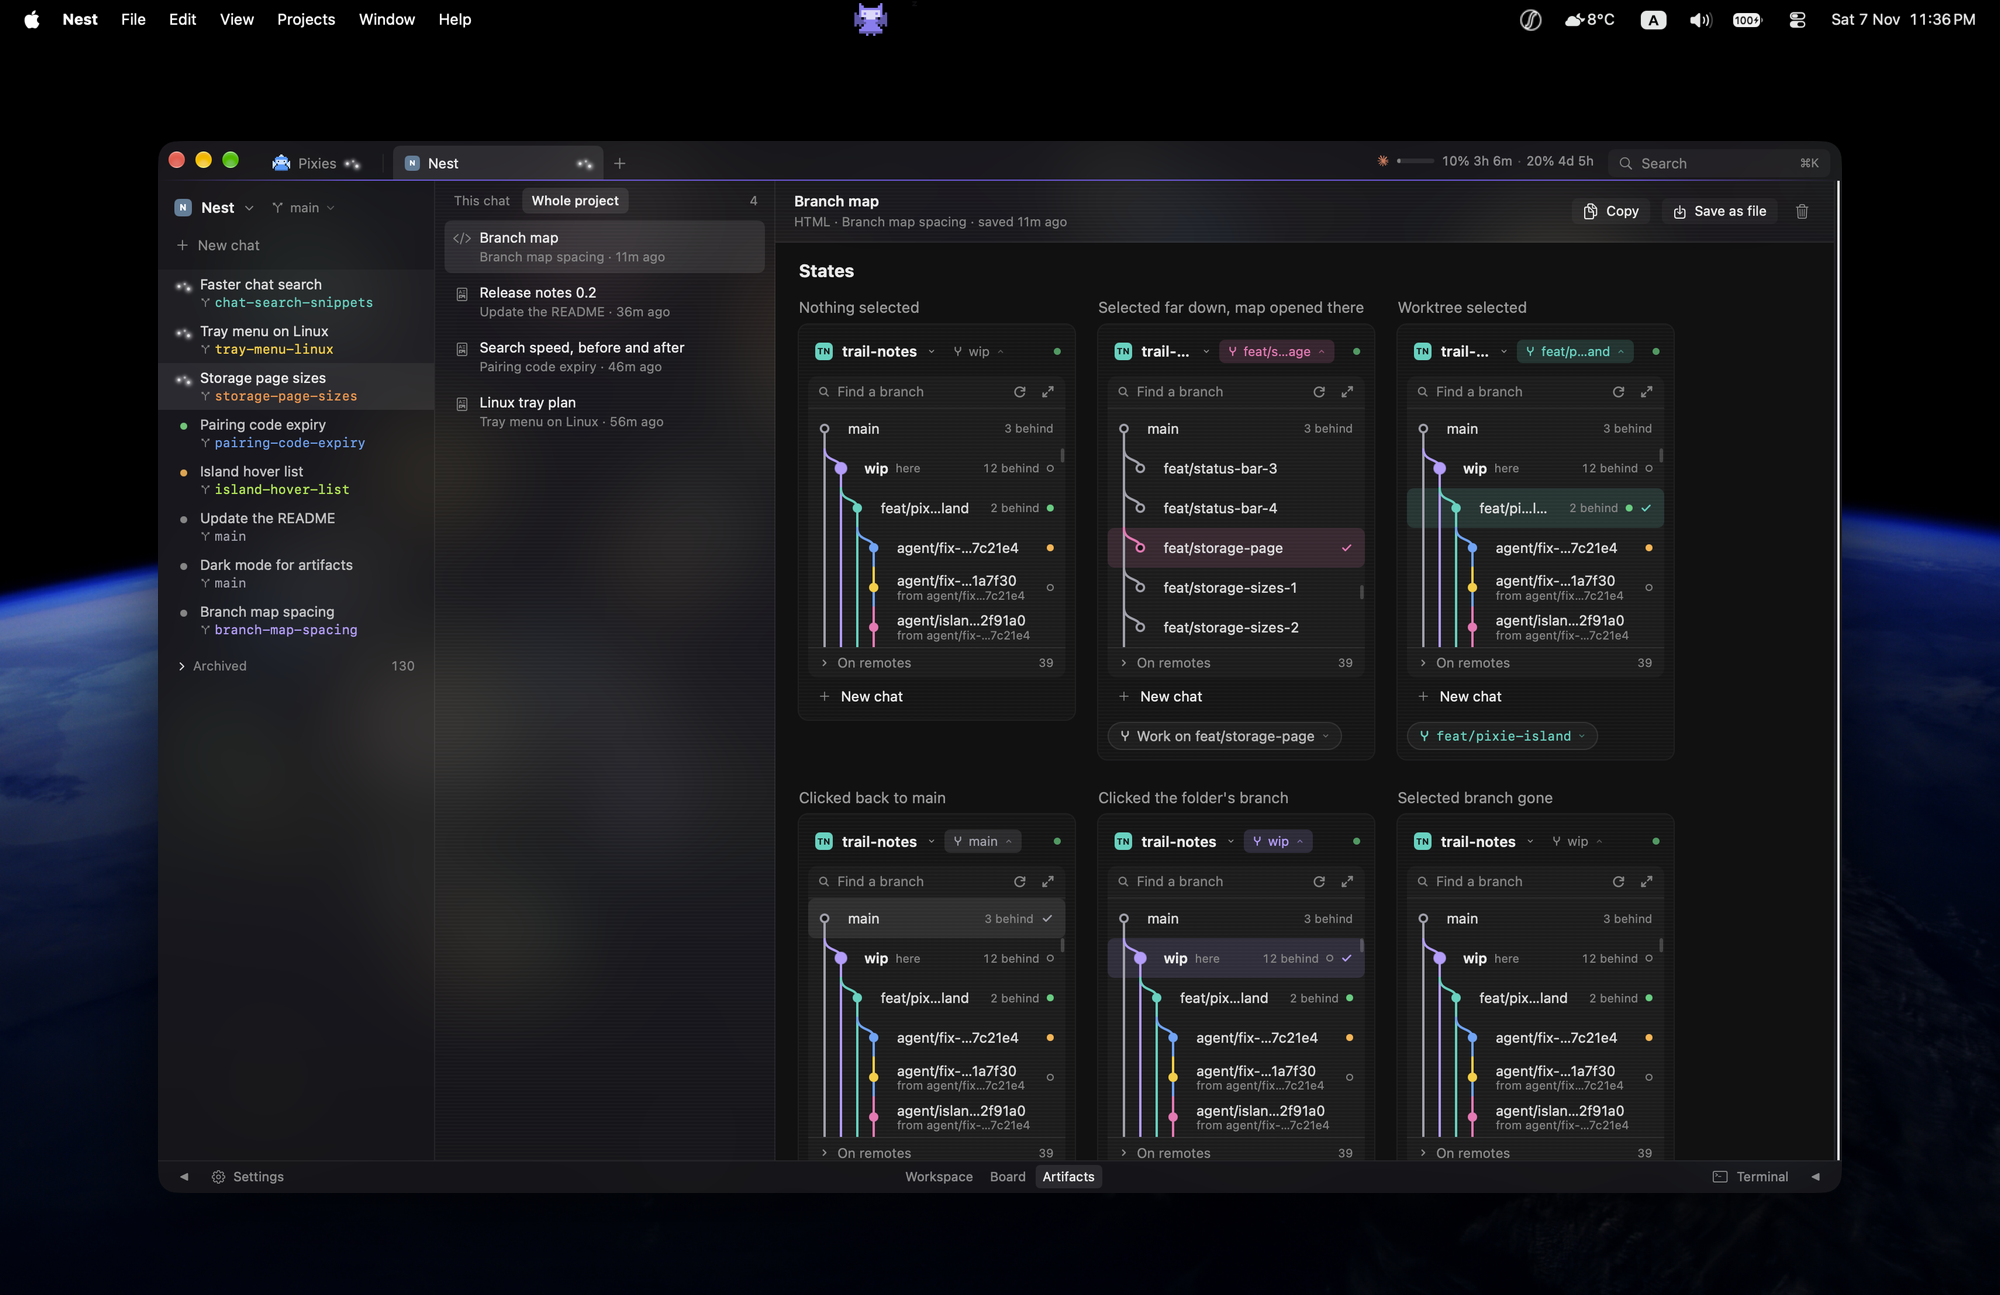 Nest File Edit View Projects Window Help
8°C A 100 Sat 7 Nov 11:36 PM
Pixies
N Nest
10% 3h 6m · 20% 4d 5h
Search ⌘K
N Nest main
New chat
Faster chat search
chat-search-snippets
Tray menu on Linux
tray-menu-linux
Storage page sizes
storage-page-sizes
Pairing code expiry
pairing-code-expiry
Island hover list
island-hover-list
Update the README
main
Dark mode for artifacts
main
Branch map spacing
branch-map-spacing
Archived 130
This chat Whole project 4
</> Branch map
Branch map spacing · 11m ago
Release notes 0.2
Update the README · 36m ago
Search speed, before and after
Pairing code expiry · 46m ago
Linux tray plan
Tray menu on Linux · 56m ago
Branch map
HTML · Branch map spacing · saved 11m ago
Copy Save as file
States
Nothing selected
TN trail-notes wip
Find a branch
main 3 behind
wip here 12 behind
feat/pix...land 2 behind
agent/fix-...7c21e4
agent/fix-...1a7f30
from agent/fix-...7c21e4
agent/islan...2f91a0
from agent/fix-...7c21e4
On remotes 39
New chat
Selected far down, map opened there
TN trail-... feat/s...age
Find a branch
main 3 behind
feat/status-bar-3
feat/status-bar-4
feat/storage-page
feat/storage-sizes-1
feat/storage-sizes-2
On remotes 39
New chat
Work on feat/storage-page
Worktree selected
TN trail-... feat/p...and
Find a branch
main 3 behind
wip here 12 behind
feat/pi...l... 2 behind
agent/fix-...7c21e4
agent/fix-...1a7f30
from agent/fix...7c21e4
agent/islan...2f91a0
from agent/fix-...7c21e4
On remotes 39
New chat
feat/pixie-island
Clicked back to main
TN trail-notes main
Find a branch
main 3 behind
wip here 12 behind
feat/pix...land 2 behind
agent/fix-...7c21e4
agent/fix-...1a7f30
from agent/fix...7c21e4
agent/islan...2f91a0
from agent/fix-...7c21e4
On remotes 39
Clicked the folder's branch
TN trail-notes wip
Find a branch
main 3 behind
wip here 12 behind
feat/pix...land 2 behind
agent/fix-...7c21e4
agent/fix-...1a7f30
from agent/fix...7c21e4
agent/islan...2f91a0
from agent/fix-...7c21e4
On remotes 39
Selected branch gone
TN trail-notes wip
Find a branch
main 3 behind
wip here 12 behind
feat/pix...land 2 behind
agent/fix-...7c21e4
agent/fix-...1a7f30
from agent/fix...7c21e4
agent/islan...2f91a0
from agent/fix-...7c21e4
On remotes 39
Settings
Workspace Board Artifacts
Terminal